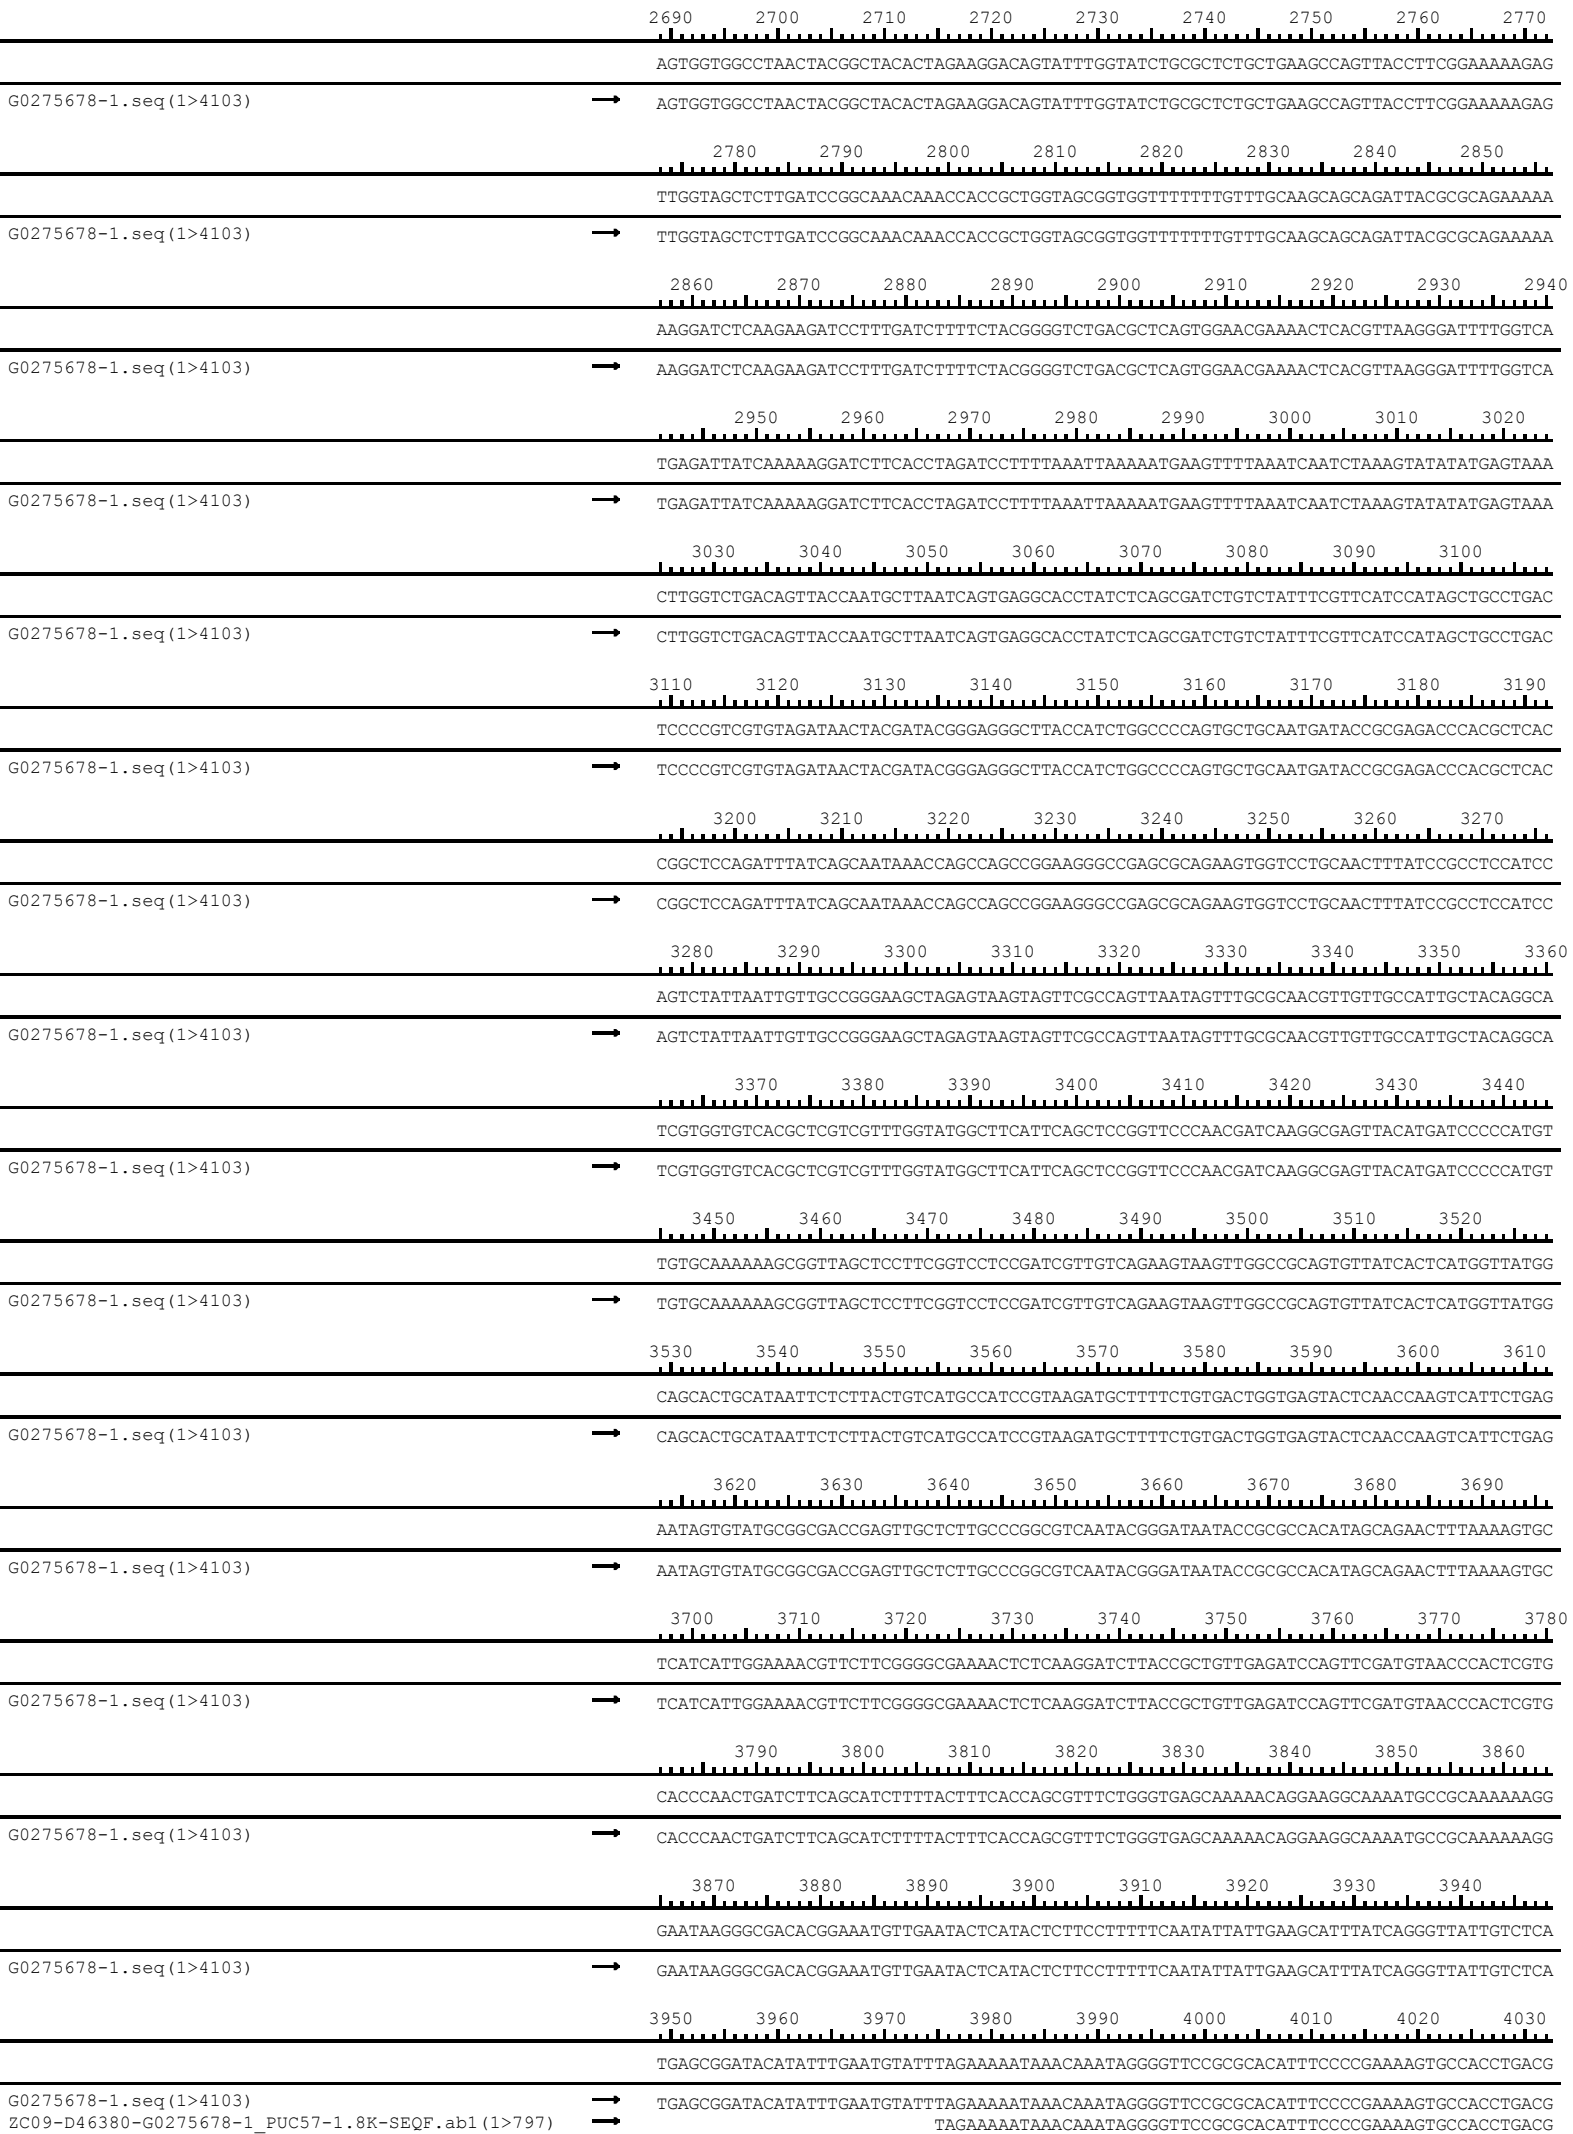 2690 2700 2710 2720 2730 2740 2750 2760 2770
AGTGGTGGCCTAACTACGGCTACACTAGAAGGACAGTATTTGGTATCTGCGCTCTGCTGAAGCCAGTTACCTTCGGAAAAAGAG
G0275678-1.seq(1>4103) → AGTGGTGGCCTAACTACGGCTACACTAGAAGGACAGTATTTGGTATCTGCGCTCTGCTGAAGCCAGTTACCTTCGGAAAAAGAG
2780 2790 2800 2810 2820 2830 2840 2850
TTGGTAGCTCTTGATCCGGCAAACAAACCACCGCTGGTAGCGGTGGTTTTTTTGTTTGCAAGCAGCAGATTACGCGCAGAAAAA
G0275678-1.seq(1>4103) → TTGGTAGCTCTTGATCCGGCAAACAAACCACCGCTGGTAGCGGTGGTTTTTTTGTTTGCAAGCAGCAGATTACGCGCAGAAAAA
2860 2870 2880 2890 2900 2910 2920 2930 2940
AAGGATCTCAAGAAGATCCTTTGATCTTTTCTACGGGGTCTGACGCTCAGTGGAACGAAAACTCACGTTAAGGGATTTTGGTCA
G0275678-1.seq(1>4103) → AAGGATCTCAAGAAGATCCTTTGATCTTTTCTACGGGGTCTGACGCTCAGTGGAACGAAAACTCACGTTAAGGGATTTTGGTCA
2950 2960 2970 2980 2990 3000 3010 3020
TGAGATTATCAAAAAGGATCTTCACCTAGATCCTTTTAAATTAAAAATGAAGTTTTAAATCAATCTAAAGTATATATGAGTAAA
G0275678-1.seq(1>4103) → TGAGATTATCAAAAAGGATCTTCACCTAGATCCTTTTAAATTAAAAATGAAGTTTTAAATCAATCTAAAGTATATATGAGTAAA
3030 3040 3050 3060 3070 3080 3090 3100
CTTGGTCTGACAGTTACCAATGCTTAATCAGTGAGGCACCTATCTCAGCGATCTGTCTATTTCGTTCATCCATAGCTGCCTGAC
G0275678-1.seq(1>4103) → CTTGGTCTGACAGTTACCAATGCTTAATCAGTGAGGCACCTATCTCAGCGATCTGTCTATTTCGTTCATCCATAGCTGCCTGAC
3110 3120 3130 3140 3150 3160 3170 3180 3190
TCCCCGTCGTGTAGATAACTACGATACGGGAGGGCTTACCATCTGGCCCCAGTGCTGCAATGATACCGCGAGACCCACGCTCAC
G0275678-1.seq(1>4103) → TCCCCGTCGTGTAGATAACTACGATACGGGAGGGCTTACCATCTGGCCCCAGTGCTGCAATGATACCGCGAGACCCACGCTCAC
3200 3210 3220 3230 3240 3250 3260 3270
CGGCTCCAGATTTATCAGCAATAAACCAGCCAGCCGGAAGGGCCGAGCGCAGAAGTGGTCCTGCAACTTTATCCGCCTCCATCC
G0275678-1.seq(1>4103) → CGGCTCCAGATTTATCAGCAATAAACCAGCCAGCCGGAAGGGCCGAGCGCAGAAGTGGTCCTGCAACTTTATCCGCCTCCATCC
3280 3290 3300 3310 3320 3330 3340 3350 3360
AGTCTATTAATTGTTGCCGGGAAGCTAGAGTAAGTAGTTCGCCAGTTAATAGTTTGCGCAACGTTGTTGCCATTGCTACAGGCA
G0275678-1.seq(1>4103) → AGTCTATTAATTGTTGCCGGGAAGCTAGAGTAAGTAGTTCGCCAGTTAATAGTTTGCGCAACGTTGTTGCCATTGCTACAGGCA
3370 3380 3390 3400 3410 3420 3430 3440
TCGTGGTGTCACGCTCGTCGTTTGGTATGGCTTCATTCAGCTCCGGTTCCCAACGATCAAGGCGAGTTACATGATCCCCCATGT
G0275678-1.seq(1>4103) → TCGTGGTGTCACGCTCGTCGTTTGGTATGGCTTCATTCAGCTCCGGTTCCCAACGATCAAGGCGAGTTACATGATCCCCCATGT
3450 3460 3470 3480 3490 3500 3510 3520
TGTGCAAAAAAGCGGTTAGCTCCTTCGGTCCTCCGATCGTTGTCAGAAGTAAGTTGGCCGCAGTGTTATCACTCATGGTTATGG
G0275678-1.seq(1>4103) → TGTGCAAAAAAGCGGTTAGCTCCTTCGGTCCTCCGATCGTTGTCAGAAGTAAGTTGGCCGCAGTGTTATCACTCATGGTTATGG
3530 3540 3550 3560 3570 3580 3590 3600 3610
CAGCACTGCATAATTCTCTTACTGTCATGCCATCCGTAAGATGCTTTTCTGTGACTGGTGAGTACTCAACCAAGTCATTCTGAG
G0275678-1.seq(1>4103) → CAGCACTGCATAATTCTCTTACTGTCATGCCATCCGTAAGATGCTTTTCTGTGACTGGTGAGTACTCAACCAAGTCATTCTGAG
3620 3630 3640 3650 3660 3670 3680 3690
AATAGTGTATGCGGCGACCGAGTTGCTCTTGCCCGGCGTCAATACGGGATAATACCGCGCCACATAGCAGAACTTTAAAAGTGC
G0275678-1.seq(1>4103) → AATAGTGTATGCGGCGACCGAGTTGCTCTTGCCCGGCGTCAATACGGGATAATACCGCGCCACATAGCAGAACTTTAAAAGTGC
3700 3710 3720 3730 3740 3750 3760 3770 3780
TCATCATTGGAAAACGTTCTTCGGGGCGAAAACTCTCAAGGATCTTACCGCTGTTGAGATCCAGTTCGATGTAACCCACTCGTG
G0275678-1.seq(1>4103) → TCATCATTGGAAAACGTTCTTCGGGGCGAAAACTCTCAAGGATCTTACCGCTGTTGAGATCCAGTTCGATGTAACCCACTCGTG
3790 3800 3810 3820 3830 3840 3850 3860
CACCCAACTGATCTTCAGCATCTTTTACTTTCACCAGCGTTTCTGGGTGAGCAAAAACAGGAAGGCAAAATGCCGCAAAAAAGG
G0275678-1.seq(1>4103) → CACCCAACTGATCTTCAGCATCTTTTACTTTCACCAGCGTTTCTGGGTGAGCAAAAACAGGAAGGCAAAATGCCGCAAAAAAGG
3870 3880 3890 3900 3910 3920 3930 3940
GAATAAGGGCGACACGGAAATGTTGAATACTCATACTCTTCCTTTTTCAATATTATTGAAGCATTTATCAGGGTTATTGTCTCA
G0275678-1.seq(1>4103) → GAATAAGGGCGACACGGAAATGTTGAATACTCATACTCTTCCTTTTTCAATATTATTGAAGCATTTATCAGGGTTATTGTCTCA
3950 3960 3970 3980 3990 4000 4010 4020 4030
TGAGCGGATACATATTTGAATGTATTTAGAAAAATAAACAAATAGGGGTTCCGCGCACATTTCCCCGAAAAGTGCCACCTGACG
G0275678-1.seq(1>4103) → TGAGCGGATACATATTTGAATGTATTTAGAAAAATAAACAAATAGGGGTTCCGCGCACATTTCCCCGAAAAGTGCCACCTGACG
ZC09-D46380-G0275678-1_PUC57-1.8K-SEQF.ab1(1>797) → TAGAAAAATAAACAAATAGGGGTTCCGCGCACATTTCCCCGAAAAGTGCCACCTGACG